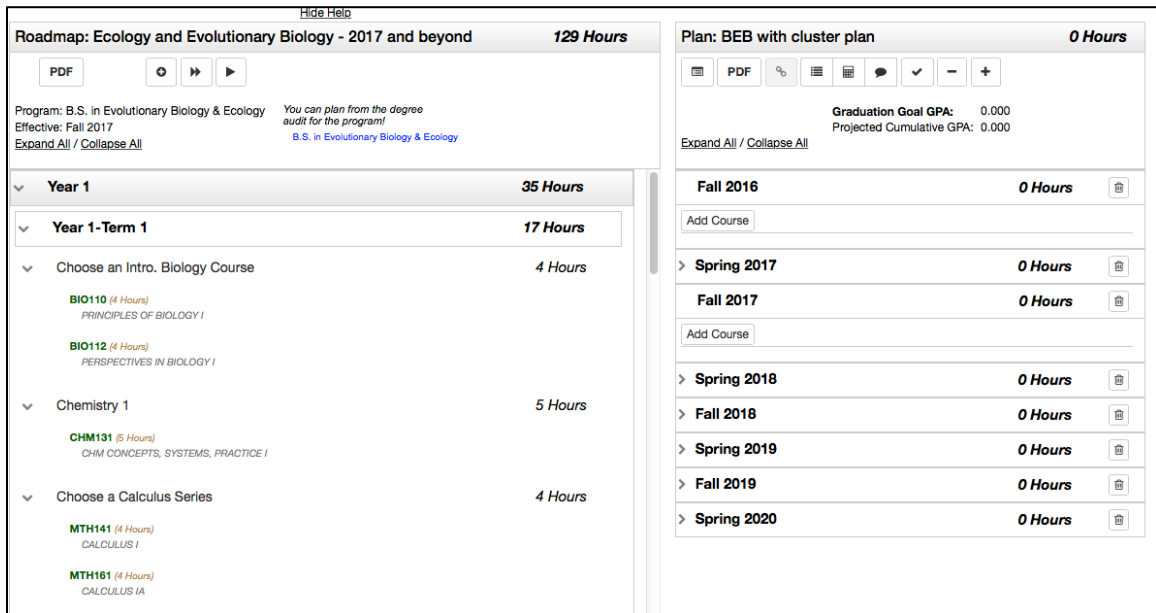 Hide Help
Roadmap: Ecology and Evolutionary Biology - 2017 and beyond 129 Hours
PDF
Program: B.S. in Evolutionary Biology & Ecology
Effective: Fall 2017
Expand All / Collapse All
You can plan from the degree
audit for the program!
B.S. in Evolutionary Biology & Ecology
Year 1 35 Hours
Year 1-Term 1 17 Hours
Choose an Intro. Biology Course 4 Hours
BIO110 (4 Hours)
PRINCIPLES OF BIOLOGY I
BIO112 (4 Hours)
PERSPECTIVES IN BIOLOGY I
Chemistry 1 5 Hours
CHM131 (5 Hours)
CHM CONCEPTS, SYSTEMS, PRACTICE I
Choose a Calculus Series 4 Hours
MTH141 (4 Hours)
CALCULUS I
MTH161 (4 Hours)
CALCULUS IA
Plan: BEB with cluster plan 0 Hours
PDF
Graduation Goal GPA: 0.000
Projected Cumulative GPA: 0.000
Expand All / Collapse All
Fall 2016 0 Hours
Add Course
Spring 2017 0 Hours
Fall 2017 0 Hours
Add Course
Spring 2018 0 Hours
Fall 2018 0 Hours
Spring 2019 0 Hours
Fall 2019 0 Hours
Spring 2020 0 Hours